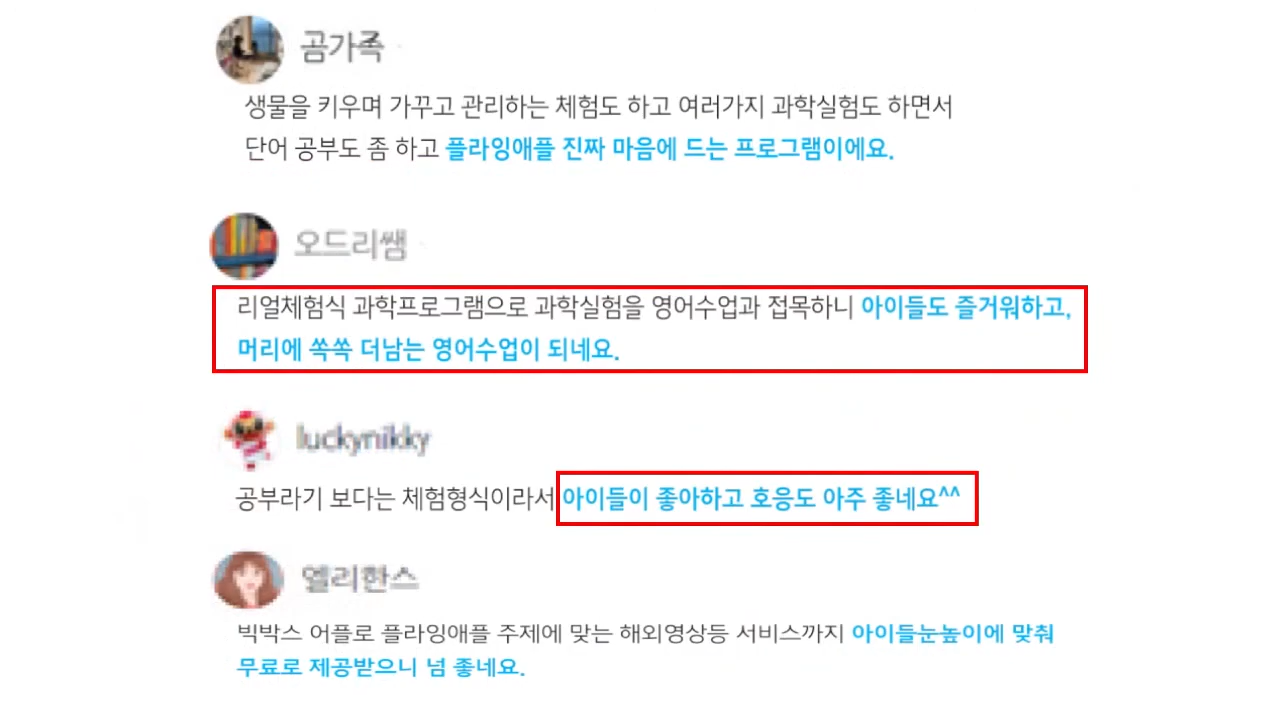 곰가족
생물을 키우며 가꾸고 관리하는 체험도 하고 여러가지 과학실험도 하면서
단어 공부도 좀 하고 플라잉애플 진짜 마음에 드는 프로그램이에요.
오드리쌤
리얼체험식 과학프로그램으로 과학실험을 영어수업과 접목하니 아이들도 즐거워하고,
머리에 쏙쏙 더남는 영어수업이 되네요.
luckynikky
공부라기 보다는 체험형식이라서 아이들이 좋아하고 호응도 아주 좋네요^^
엘리한스
빅박스 어플로 플라잉애플 주제에 맞는 해외영상등 서비스까지 아이들눈높이에 맞춰
무료로 제공받으니 넘 좋네요.